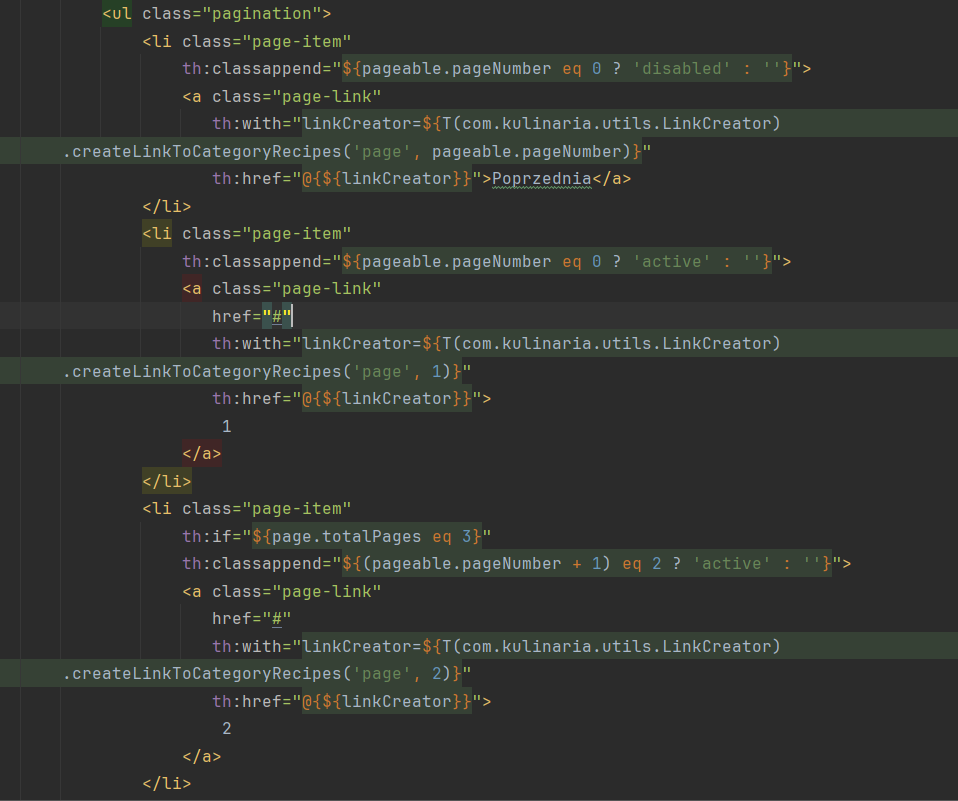 <ul class="pagination">
<li class="page-item"
th:classappend="${pageable.pageNumber eq 0 ? 'disabled' : ''}">
<a class="page-link"
th:with="linkCreator=${T(com.kulinaria.utils.LinkCreator)
.createLinkToCategoryRecipes('page', pageable.pageNumber)}"
th:href="@{${linkCreator}}">Poprzednia</a>
</li>
<li class="page-item"
th:classappend="${pageable.pageNumber eq 0 ? 'active' : ''}">
<a class="page-link"
href="#"
th:with="linkCreator=${T(com.kulinaria.utils.LinkCreator)
.createLinkToCategoryRecipes('page', 1)}"
th:href="@{${linkCreator}}">
1
</a>
</li>
<li class="page-item"
th:if="${page.totalPages eq 3}"
th:classappend="${(pageable.pageNumber + 1) eq 2 ? 'active' : ''}">
<a class="page-link"
href="#"
th:with="linkCreator=${T(com.kulinaria.utils.LinkCreator)
.createLinkToCategoryRecipes('page', 2)}"
th:href="@{${linkCreator}}">
2
</a>
</li>